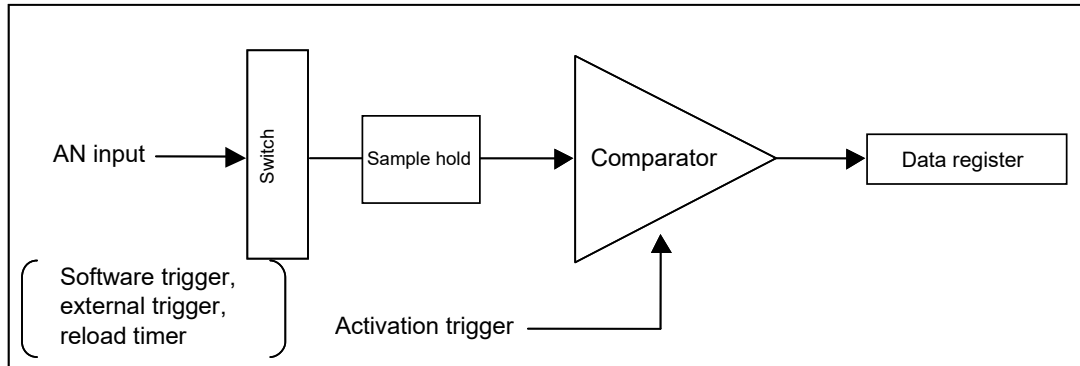 AN input
Switch
Sample hold
Comparator
Data register
Software trigger,
external trigger,
reload timer
Activation trigger